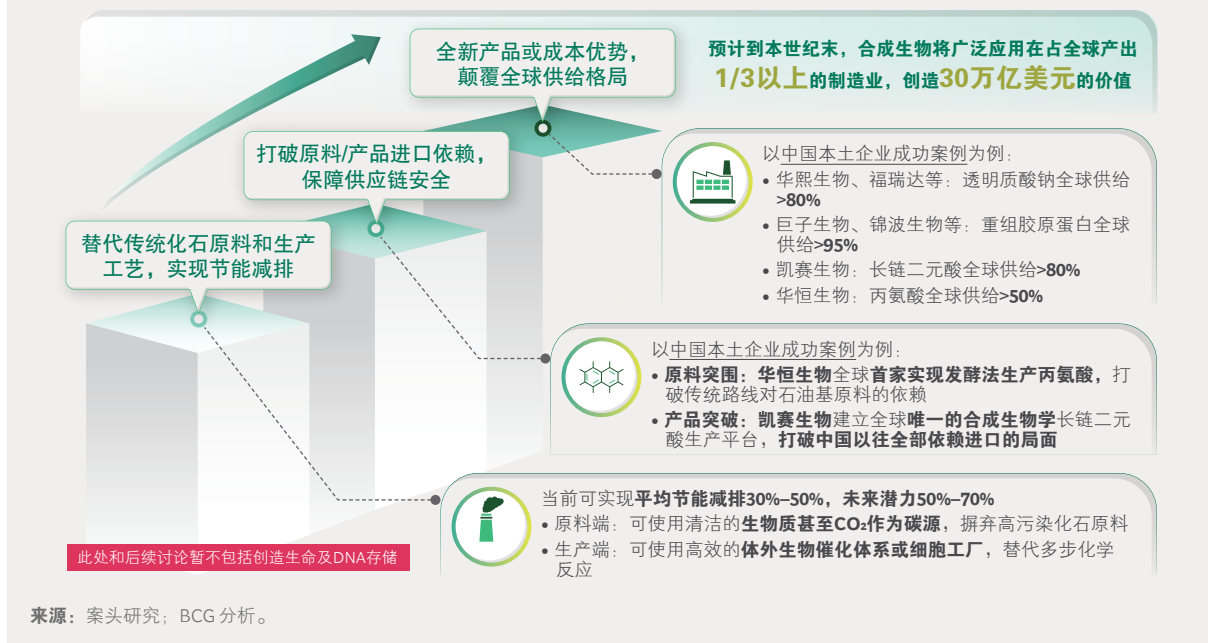 全新产品或成本优势，
颠覆全球供给格局
预计到本世纪末，合成生物将广泛应用在占全球产出
1/3以上的制造业，创造30万亿美元的价值
打破原料/产品进口依赖，
保障供应链安全
替代传统化石原料和生产
工艺，实现节能减排
以中国本土企业成功案例为例：
• 华熙生物、福瑞达等：透明质酸钠全球供给
>80%
• 巨子生物、锦波生物等：重组胶原蛋白全球
供给>95%
• 凯赛生物：长链二元酸全球供给>80%
• 华恒生物：丙氨酸全球供给>50%
以中国本土企业成功案例为例：
• 原料突围：华恒生物全球首家实现发酵法生产丙氨酸，打
破传统路线对石油基原料的依赖
• 产品突破：凯赛生物建立全球唯一的合成生物学长链二元
酸生产平台，打破中国以往全部依赖进口的局面
当前可实现平均节能减排30%–50%，未来潜力50%–70%
• 原料端：可使用清洁的生物质甚至CO₂作为碳源，摒弃高污染化石原料
• 生产端：可使用高效的体外生物催化体系或细胞工厂，替代多步化学
反应
此处和后续讨论暂不包括创造生命及DNA存储
来源：案头研究；BCG 分析。